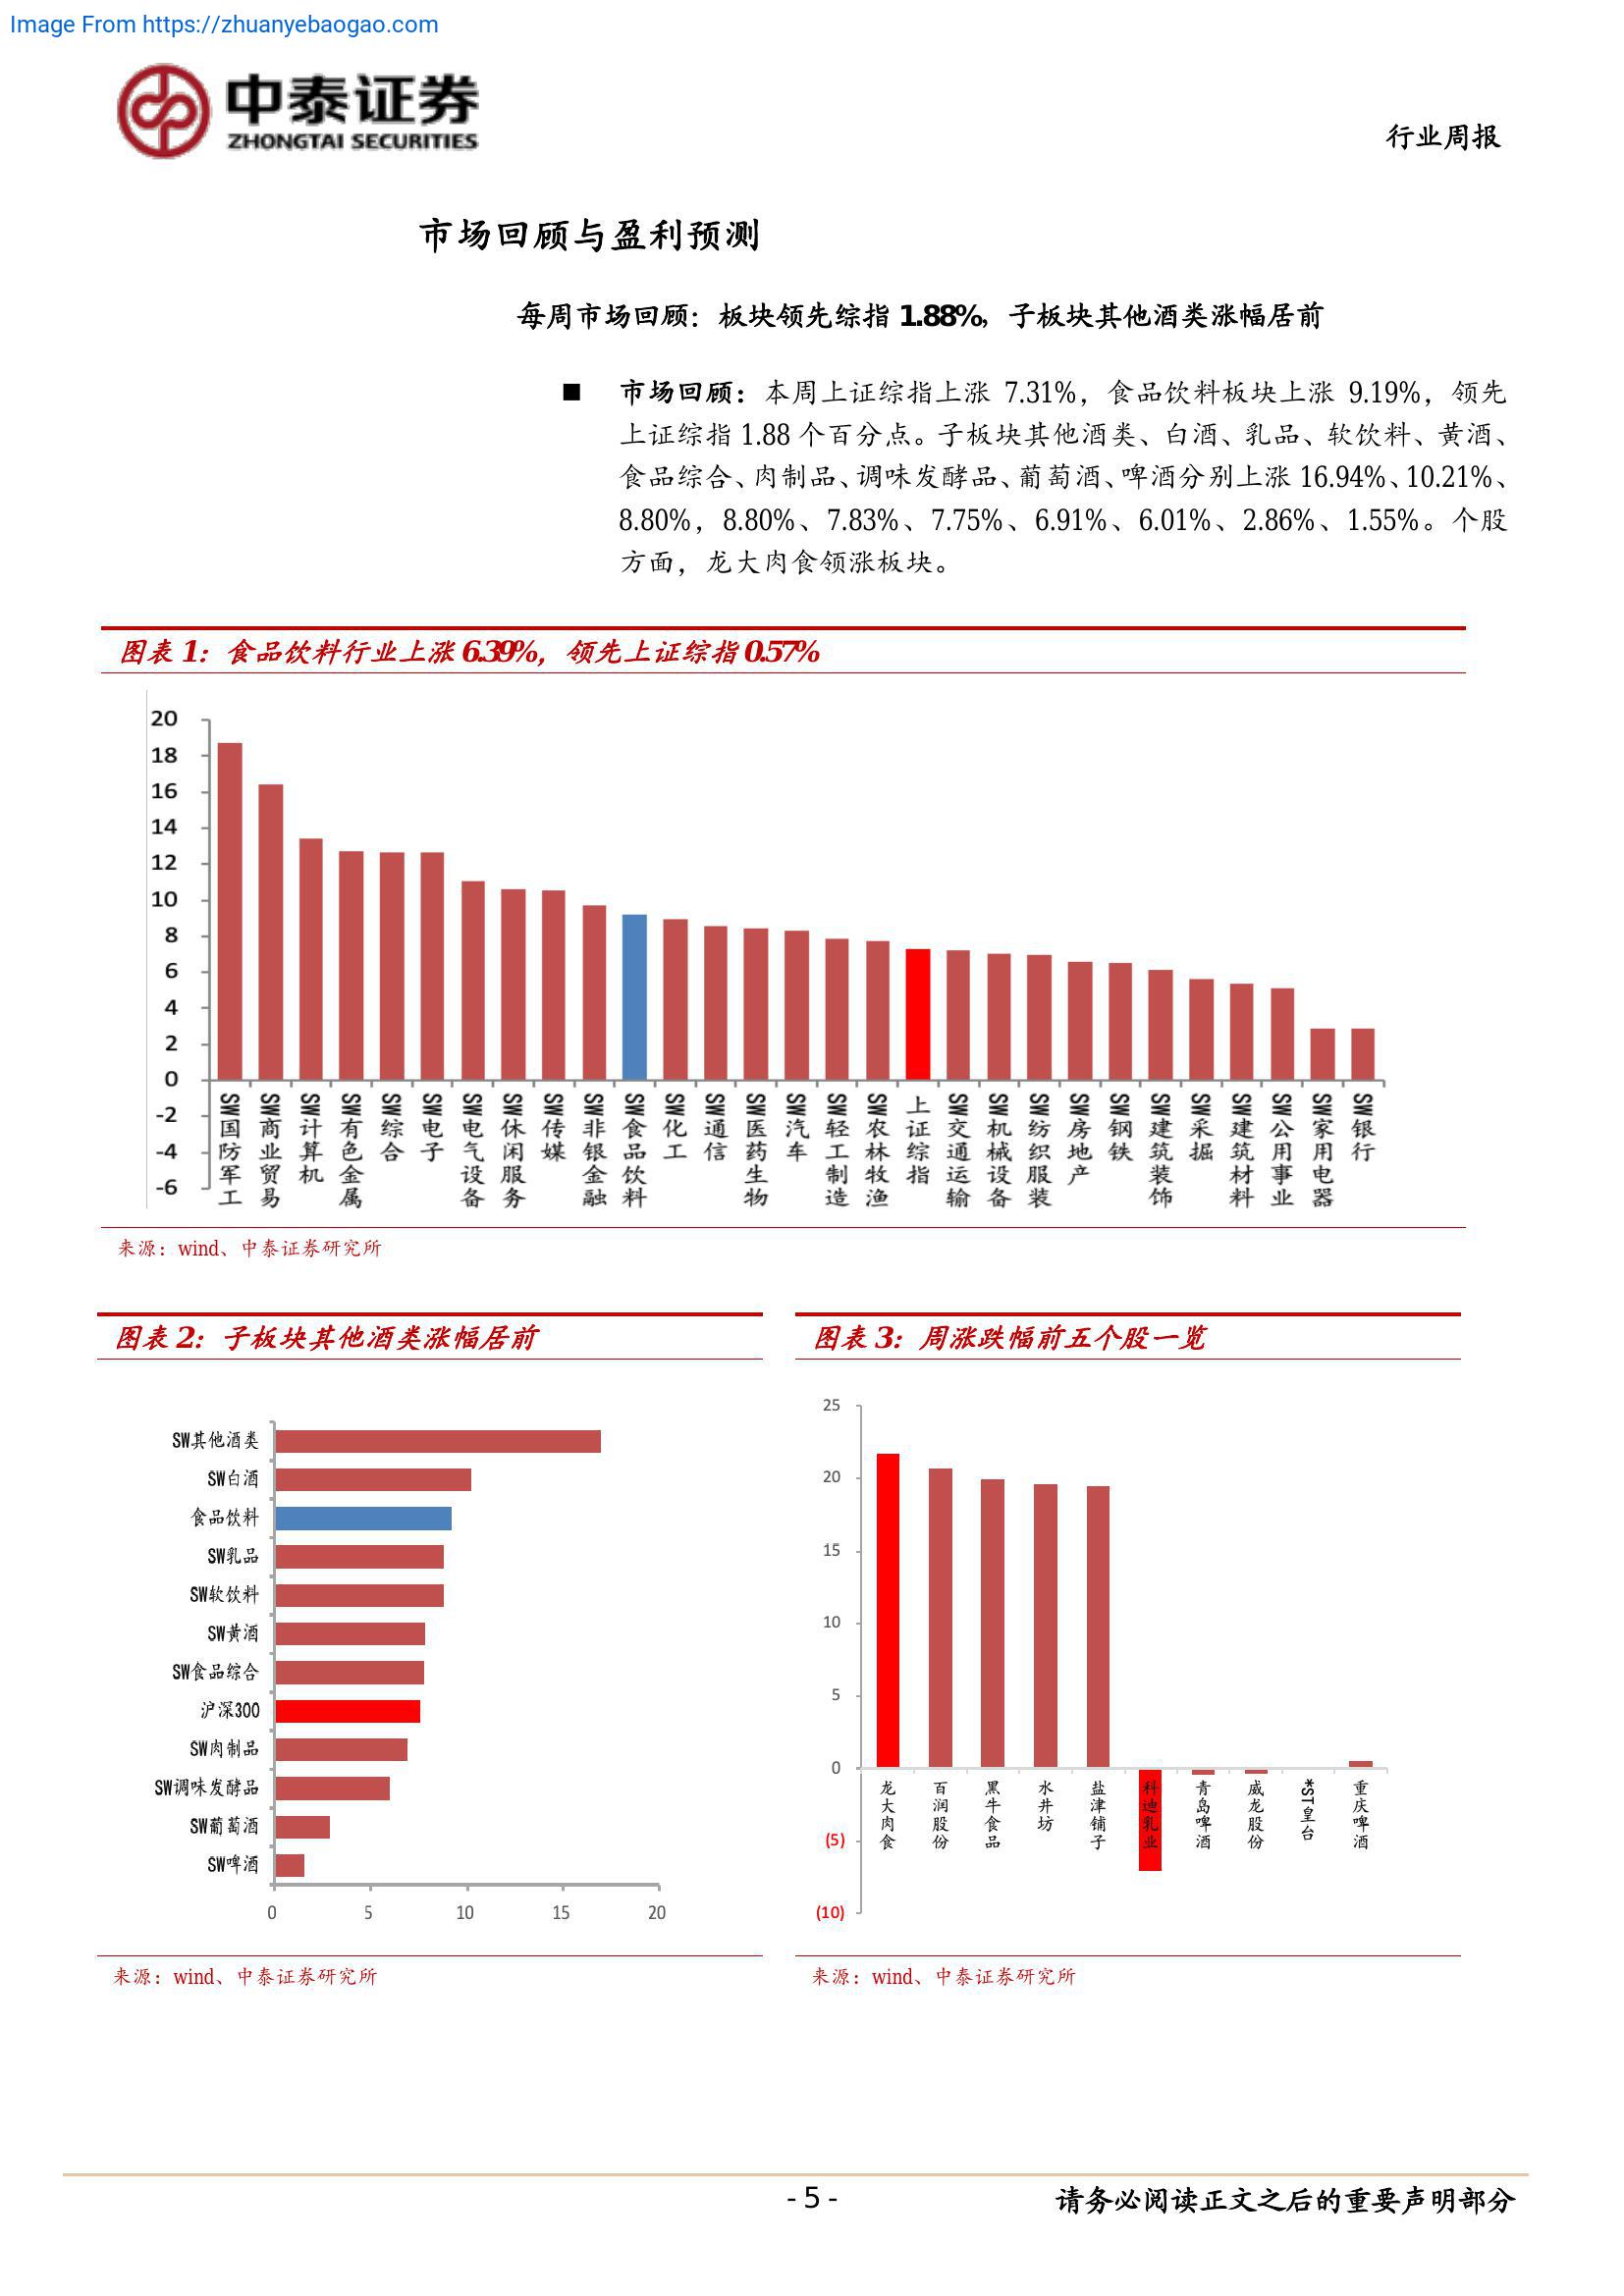 Image From https://zhuanyebaogao.com
中泰证券
ZHONGTAI SECURITIES
行业周报
市场回顾与盈利预测
每周市场回顾：板块领先综指 1.88%，子板块其他酒类涨幅居前
■ 市场回顾：本周上证综指上涨 7.31%，食品饮料板块上涨 9.19%，领先
上证综指 1.88 个百分点。子板块其他酒类、白酒、乳品、软饮料、黄酒、
食品综合、肉制品、调味发酵品、葡萄酒、啤酒分别上涨 16.94%、10.21%、
8.80%，8.80%、7.83%、7.75%、6.91%、6.01%、2.86%、1.55%。个股
方面，龙大肉食领涨板块。
图表 1：食品饮料行业上涨 6.39%，领先上证综指 0.57%
20
18
16
14
12
10
8
6
4
2
0
-2
-4
-6
SW国防军工
SW商业贸易
SW计算机
SW有色金属
SW综合
SW电子
SW电气设备
SW休闲服务
SW传媒
SW非银金融
SW食品饮料
SW化工
SW通信
SW医药生物
SW汽车
SW轻工制造
SW农林牧渔
上证综指
SW交通运输
SW机械设备
SW纺织服装
SW房地产
SW钢铁
SW建筑装饰
SW采掘
SW建筑材料
SW公用事业
SW家用电器
SW银行
来源：wind、中泰证券研究所
图表 2：子板块其他酒类涨幅居前
SW其他酒类
SW白酒
食品饮料
SW乳品
SW软饮料
SW黄酒
SW食品综合
沪深300
SW肉制品
SW调味发酵品
SW葡萄酒
SW啤酒
0 5 10 15 20
来源：wind、中泰证券研究所
图表 3：周涨跌幅前五个股一览
25
20
15
10
5
0
(5)
(10)
龙大肉食
百润股份
黑牛食品
水井坊
盐津铺子
科迪乳业
青岛啤酒
威龙股份
*ST皇台
重庆啤酒
来源：wind、中泰证券研究所
- 5 -
请务必阅读正文之后的重要声明部分